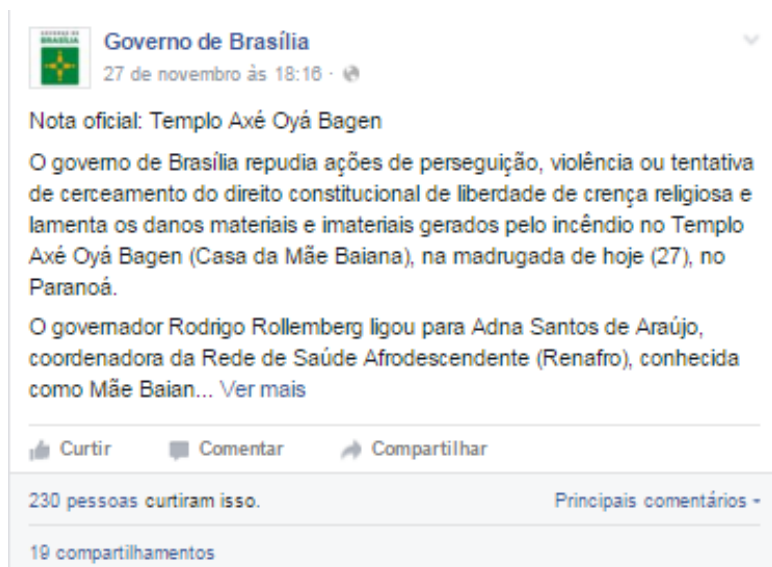 Governo de Brasília
27 de novembro às 18:16 ·
Nota oficial: Templo Axé Oyá Bagen
O governo de Brasília repudia ações de perseguição, violência ou tentativa
de cerceamento do direito constitucional de liberdade de crença religiosa e
lamenta os danos materiais e imateriais gerados pelo incêndio no Templo
Axé Oyá Bagen (Casa da Mãe Baiana), na madrugada de hoje (27), no
Paranoá.
O governador Rodrigo Rollemberg ligou para Adna Santos de Araújo,
coordenadora da Rede de Saúde Afrodescendente (Renafro), conhecida
como Mãe Baian... Ver mais
Curtir Comentar Compartilhar
230 pessoas curtiram isso. Principais comentários
19 compartilhamentos